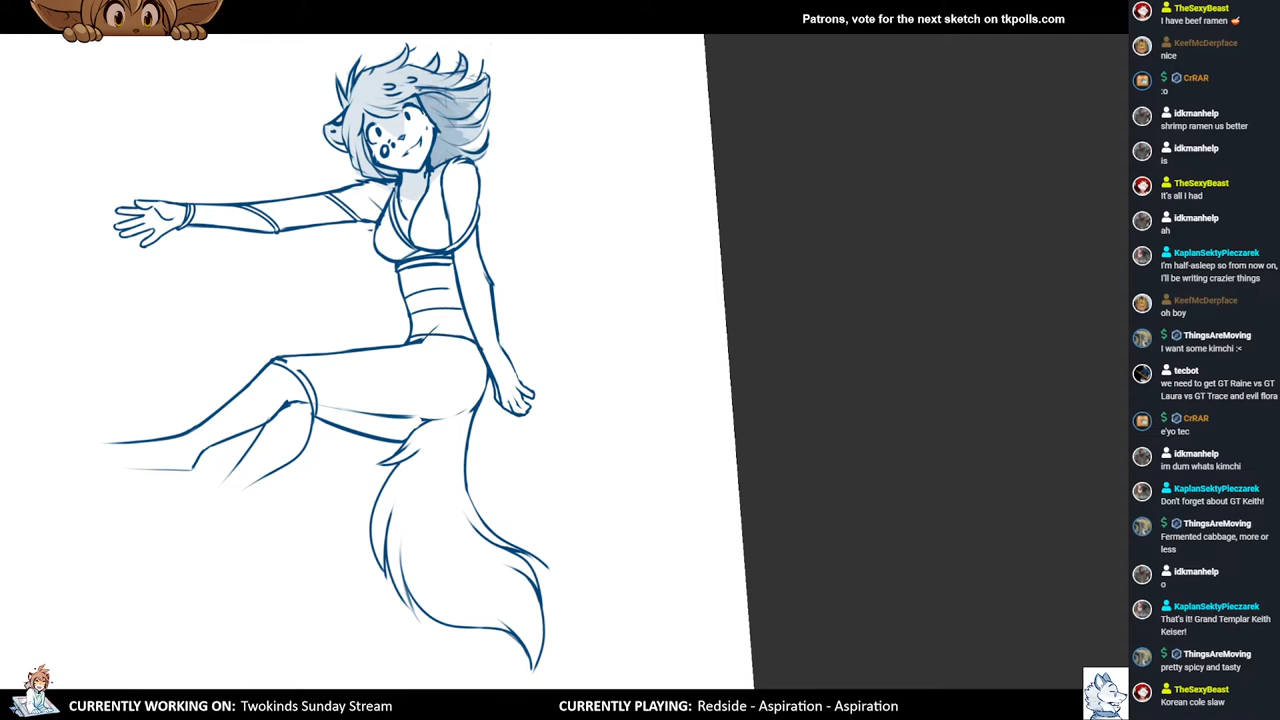 Patrons, vote for the next sketch on tkpolls.com
TheSexyBeast
I have beef ramen 🍜
KeefMcDerpface
nice
$ CrRAR
:o
idkmanhelp
shrimp ramen us better
idkmanhelp
is
TheSexyBeast
It's all I had
idkmanhelp
ah
KaplanSektyPieczarek
I'm half-asleep so from now on,
I'll be writing crazier things
KeefMcDerpface
oh boy
$ ThingsAreMoving
I want some kimchi :<
tecbot
we need to get GT Raine vs GT
Laura vs GT Trace and evil flora
$ CrRAR
e'yo tec
idkmanhelp
im dum whats kimchi
KaplanSektyPieczarek
Don't forget about GT Keith!
$ ThingsAreMoving
Fermented cabbage, more or
less
idkmanhelp
o
KaplanSektyPieczarek
That's it! Grand Templar Keith
Keiser!
$ ThingsAreMoving
pretty spicy and tasty
TheSexyBeast
Korean cole slaw
CURRENTLY WORKING ON: Twokinds Sunday Stream
CURRENTLY PLAYING: Redside - Aspiration - Aspiration